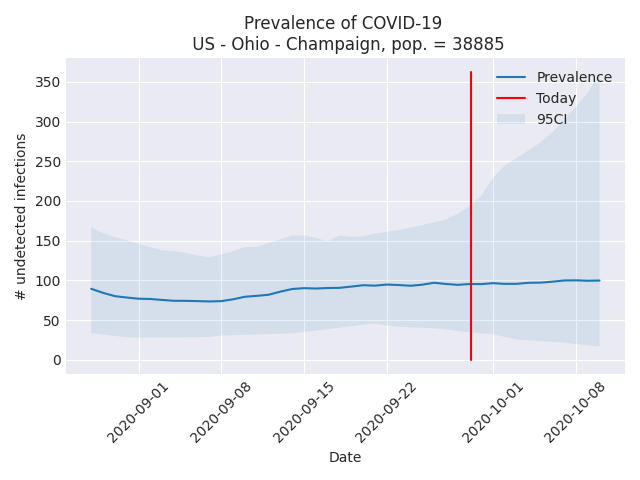 Prevalence of COVID-19
US - Ohio - Champaign, pop. = 38885
Prevalence
Today
95CI
# undetected infections
350
300
250
200
150
100
50
0
2020-09-01
2020-09-08
2020-09-15
2020-09-22
2020-10-01
2020-10-08
Date